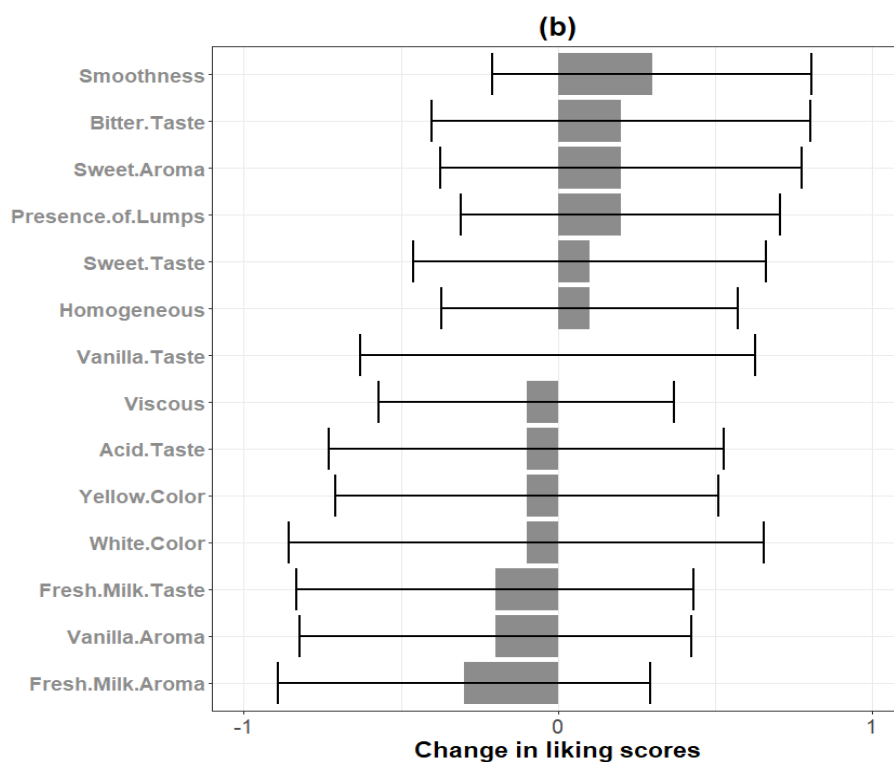 (b)
Smoothness
Bitter.Taste
Sweet.Aroma
Presence.of.Lumps
Sweet.Taste
Homogeneous
Vanilla.Taste
Viscous
Acid.Taste
Yellow.Color
White.Color
Fresh.Milk.Taste
Vanilla.Aroma
Fresh.Milk.Aroma
-1 0 1
Change in liking scores